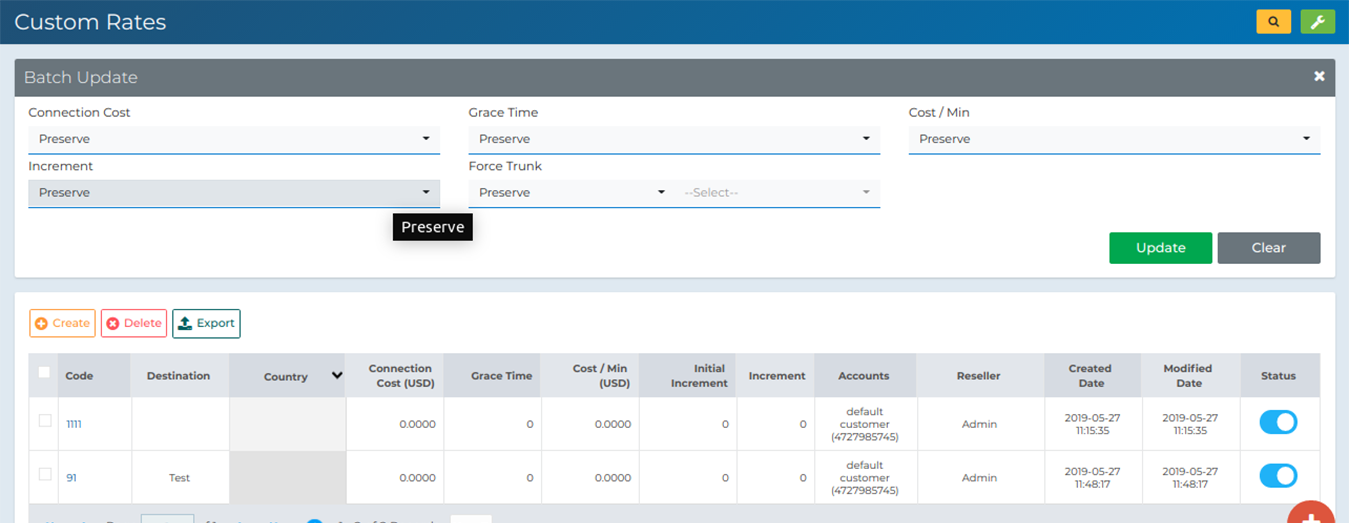 Custom Rates
Batch Update
Connection Cost
Grace Time
Cost / Min
Preserve
Preserve
Preserve
Increment
Force Trunk
Preserve
Preserve
--Select--
Preserve
Update
Clear
Create
Delete
Export
Code
Destination
Country
Connection
Cost (USD)
Grace Time
Cost / Min
(USD)
Initial
Increment
Increment
Accounts
Reseller
Created
Date
Modified
Date
Status
1111
0.0000
0
0.0000
0
0
default
customer
(4727985745)
Admin
2019-05-27
11:15:35
2019-05-27
11:15:35
91
Test
0.0000
0
0.0000
0
0
default
customer
(4727985745)
Admin
2019-05-27
11:48:17
2019-05-27
11:48:17